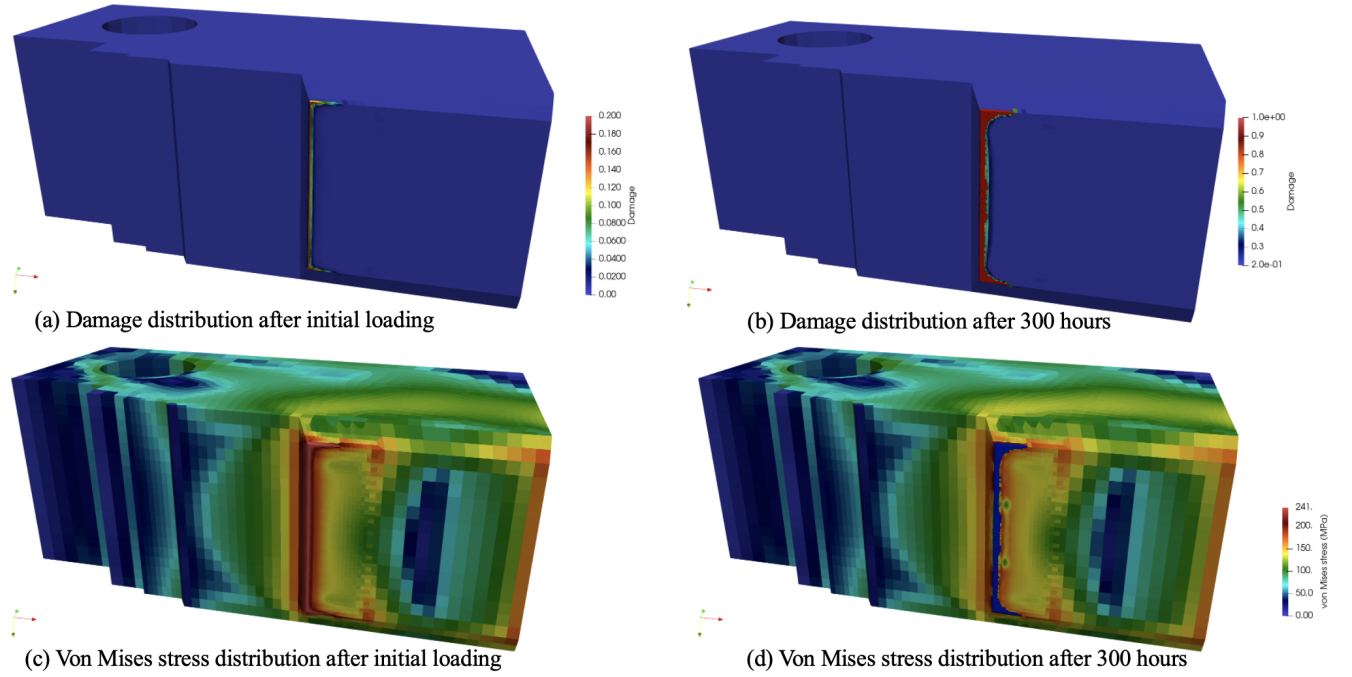 0.200
0.180
0.160
0.140
0.120
0.100
0.0800
0.0600
0.0400
0.0200
0.00
Damage
(a) Damage distribution after initial loading
1.0e+00
0.9
0.8
0.7
0.6
0.5
0.4
0.3
2.0e-01
Damage
(b) Damage distribution after 300 hours
(c) Von Mises stress distribution after initial loading
241.
200.
150.
100.
50.0
0.00
von Mises stress (MPa)
(d) Von Mises stress distribution after 300 hours